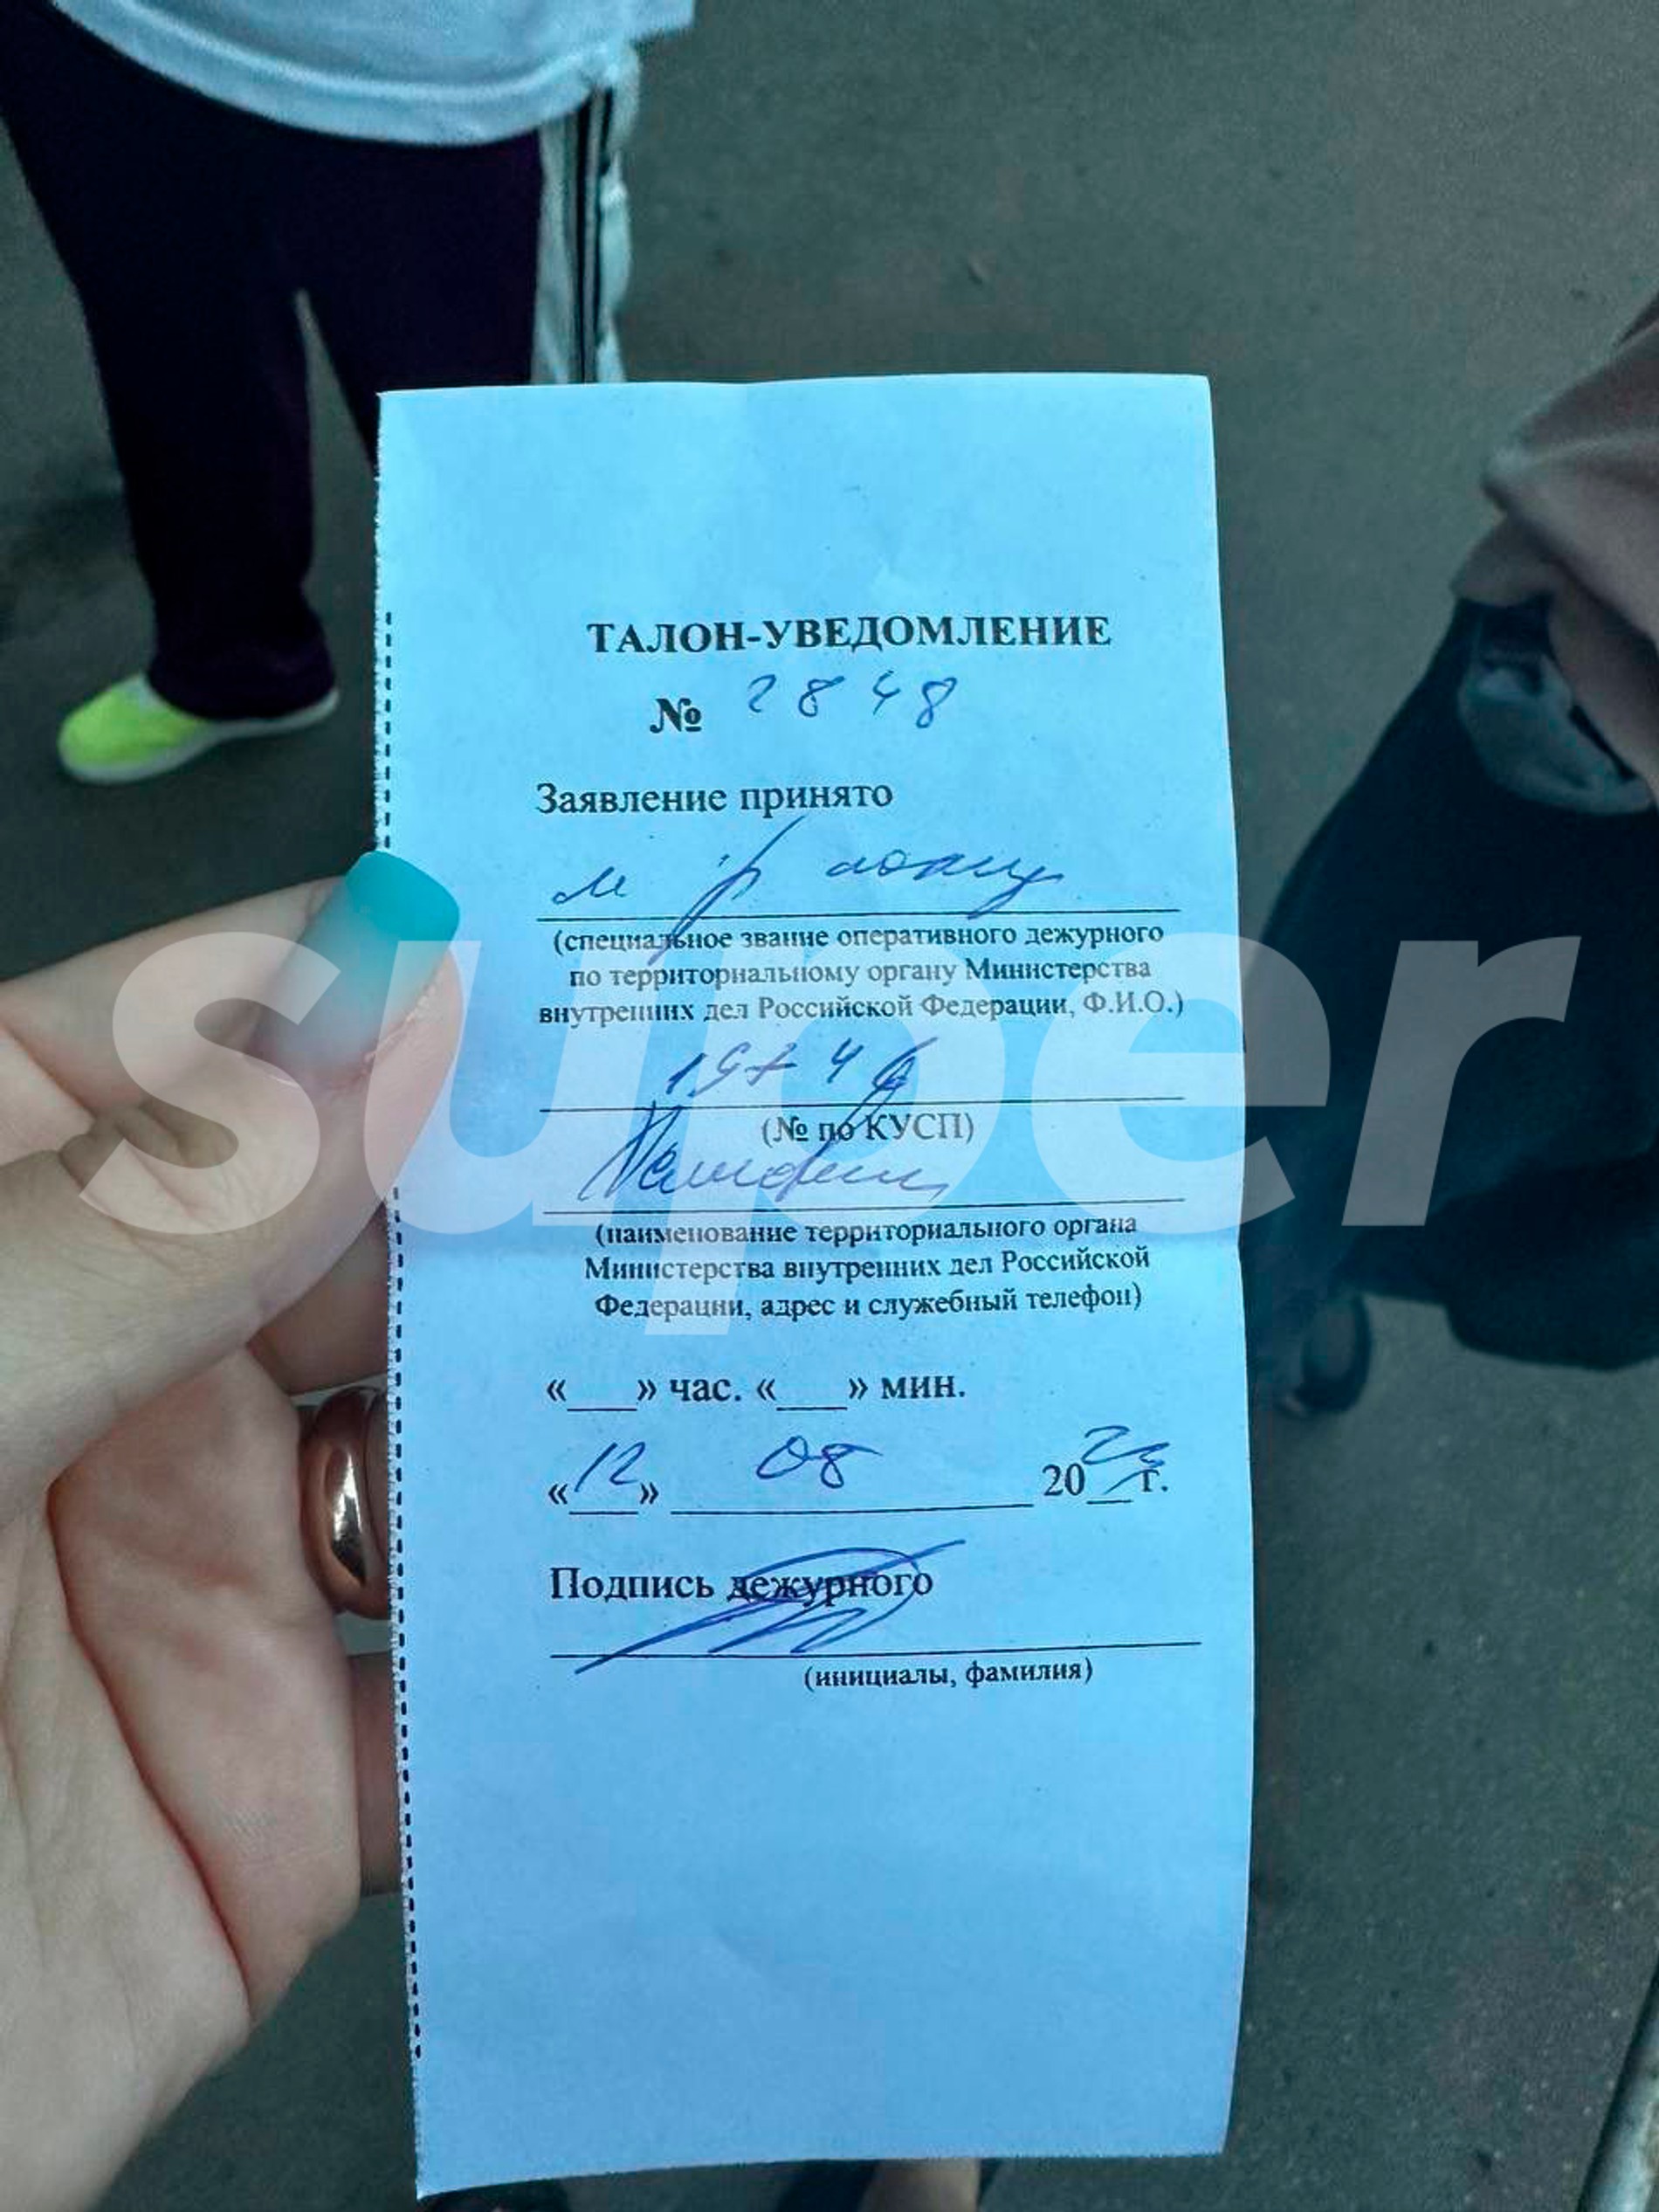 ТАЛОН-УВЕДОМЛЕНИЕ
№ 2848
Заявление принято
(специальное звание оперативного дежурного
по территориальному органу Министерства
внутренних дел Российской Федерации, Ф.И.О.)
19746
(№ по КУСП)
(наименование территориального органа
Министерства внутренних дел Российской
Федерации, адрес и служебный телефон)
«___» час. «___» мин.
«12» 08 20 г.
Подпись дежурного
(инициалы, фамилия)
super